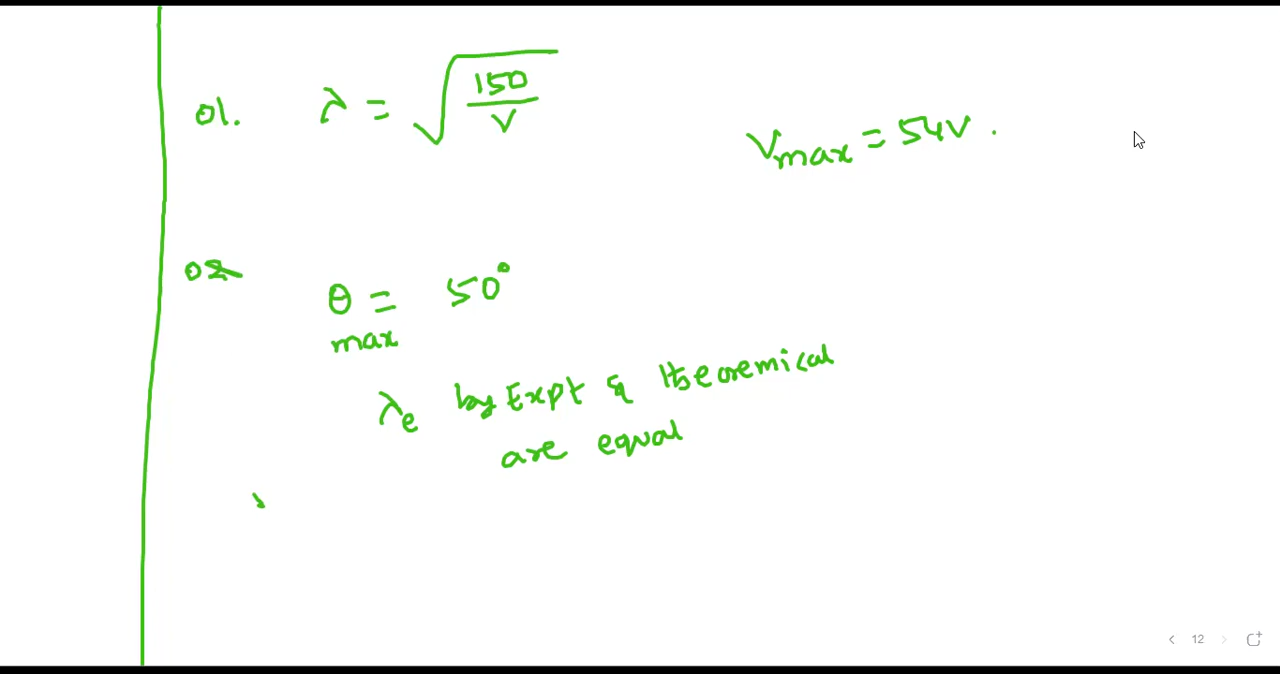 01. λ = √(150/V)
Vmax = 54V.
02
θ = 50°
max
λe by Expt & theoremical
are equal
12